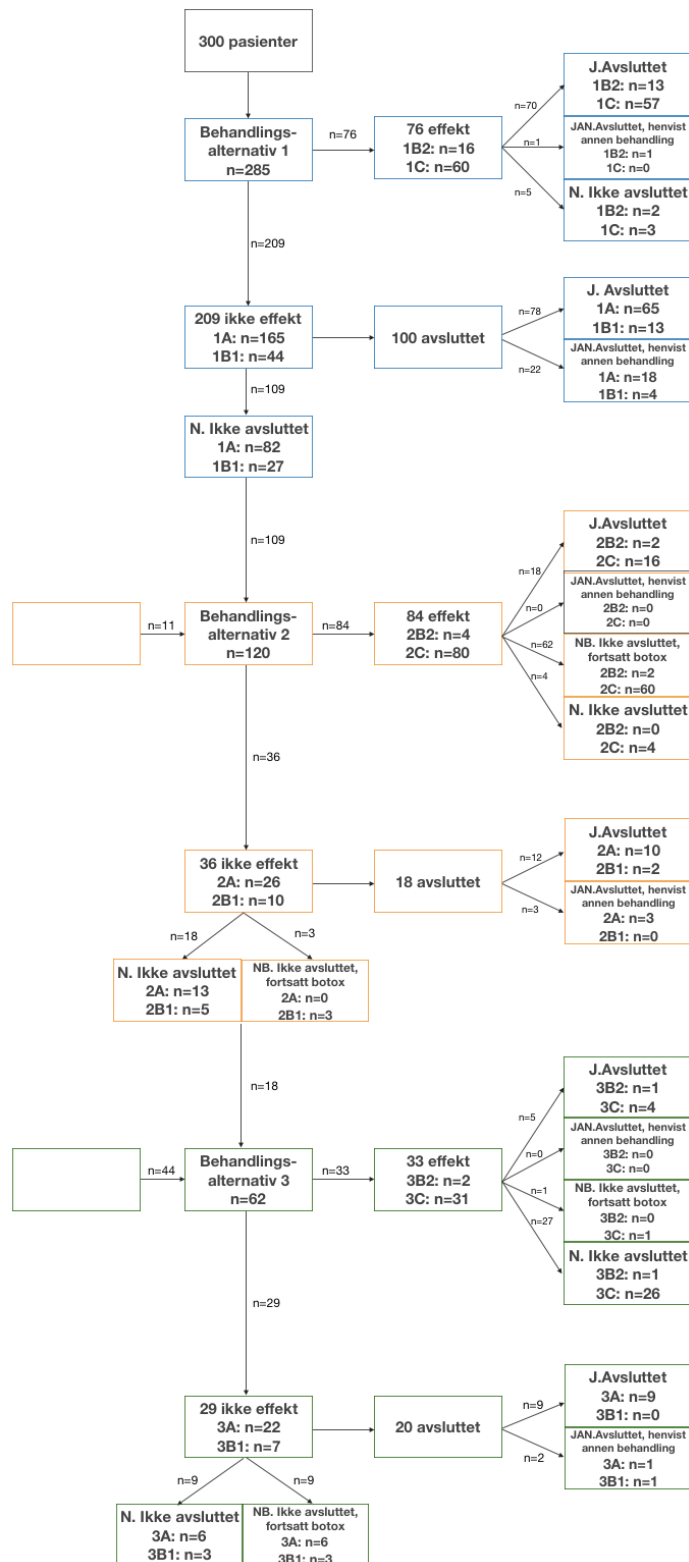 300 pasienter
J.Avsluttet
1B2: n=13
1C: n=57
n=70
Behandlings-
alternativ 1
n=285
n=76
76 effekt
1B2: n=16
1C: n=60
n=1
JAN.Avsluttet, henvist
annen behandling
1B2: n=1
1C: n=0
n=5
N. Ikke avsluttet
1B2: n=2
1C: n=3
n=209
209 ikke effekt
1A: n=165
1B1: n=44
100 avsluttet
n=78
J. Avsluttet
1A: n=65
1B1: n=13
n=22
JAN.Avsluttet, henvist
annen behandling
1A: n=18
1B1: n=4
n=109
N. Ikke avsluttet
1A: n=82
1B1: n=27
n=109
n=11
Behandlings-
alternativ 2
n=120
n=84
84 effekt
2B2: n=4
2C: n=80
n=18
J.Avsluttet
2B2: n=2
2C: n=16
n=0
JAN.Avsluttet, henvist
annen behandling
2B2: n=0
2C: n=0
n=62
NB. Ikke avsluttet,
fortsatt botox
2B2: n=2
2C: n=60
n=4
N. Ikke avsluttet
2B2: n=0
2C: n=4
n=36
36 ikke effekt
2A: n=26
2B1: n=10
18 avsluttet
n=12
J.Avsluttet
2A: n=10
2B1: n=2
n=3
JAN.Avsluttet, henvist
annen behandling
2A: n=3
2B1: n=0
n=18
n=3
N. Ikke avsluttet
2A: n=13
2B1: n=5
NB. Ikke avsluttet,
fortsatt botox
2A: n=0
2B1: n=3
n=18
n=44
Behandlings-
alternativ 3
n=62
n=33
33 effekt
3B2: n=2
3C: n=31
n=5
J.Avsluttet
3B2: n=1
3C: n=4
n=0
JAN.Avsluttet, henvist
annen behandling
3B2: n=0
3C: n=0
n=1
NB. Ikke avsluttet,
fortsatt botox
3B2: n=0
3C: n=1
n=27
N. Ikke avsluttet
3B2: n=1
3C: n=26
n=29
29 ikke effekt
3A: n=22
3B1: n=7
20 avsluttet
n=9
J.Avsluttet
3A: n=9
3B1: n=0
n=2
JAN.Avsluttet, henvist
annen behandling
3A: n=1
3B1: n=1
n=9
n=9
N. Ikke avsluttet
3A: n=6
3B1: n=3
NB. Ikke avsluttet,
fortsatt botox
3A: n=6
3B1: n=3